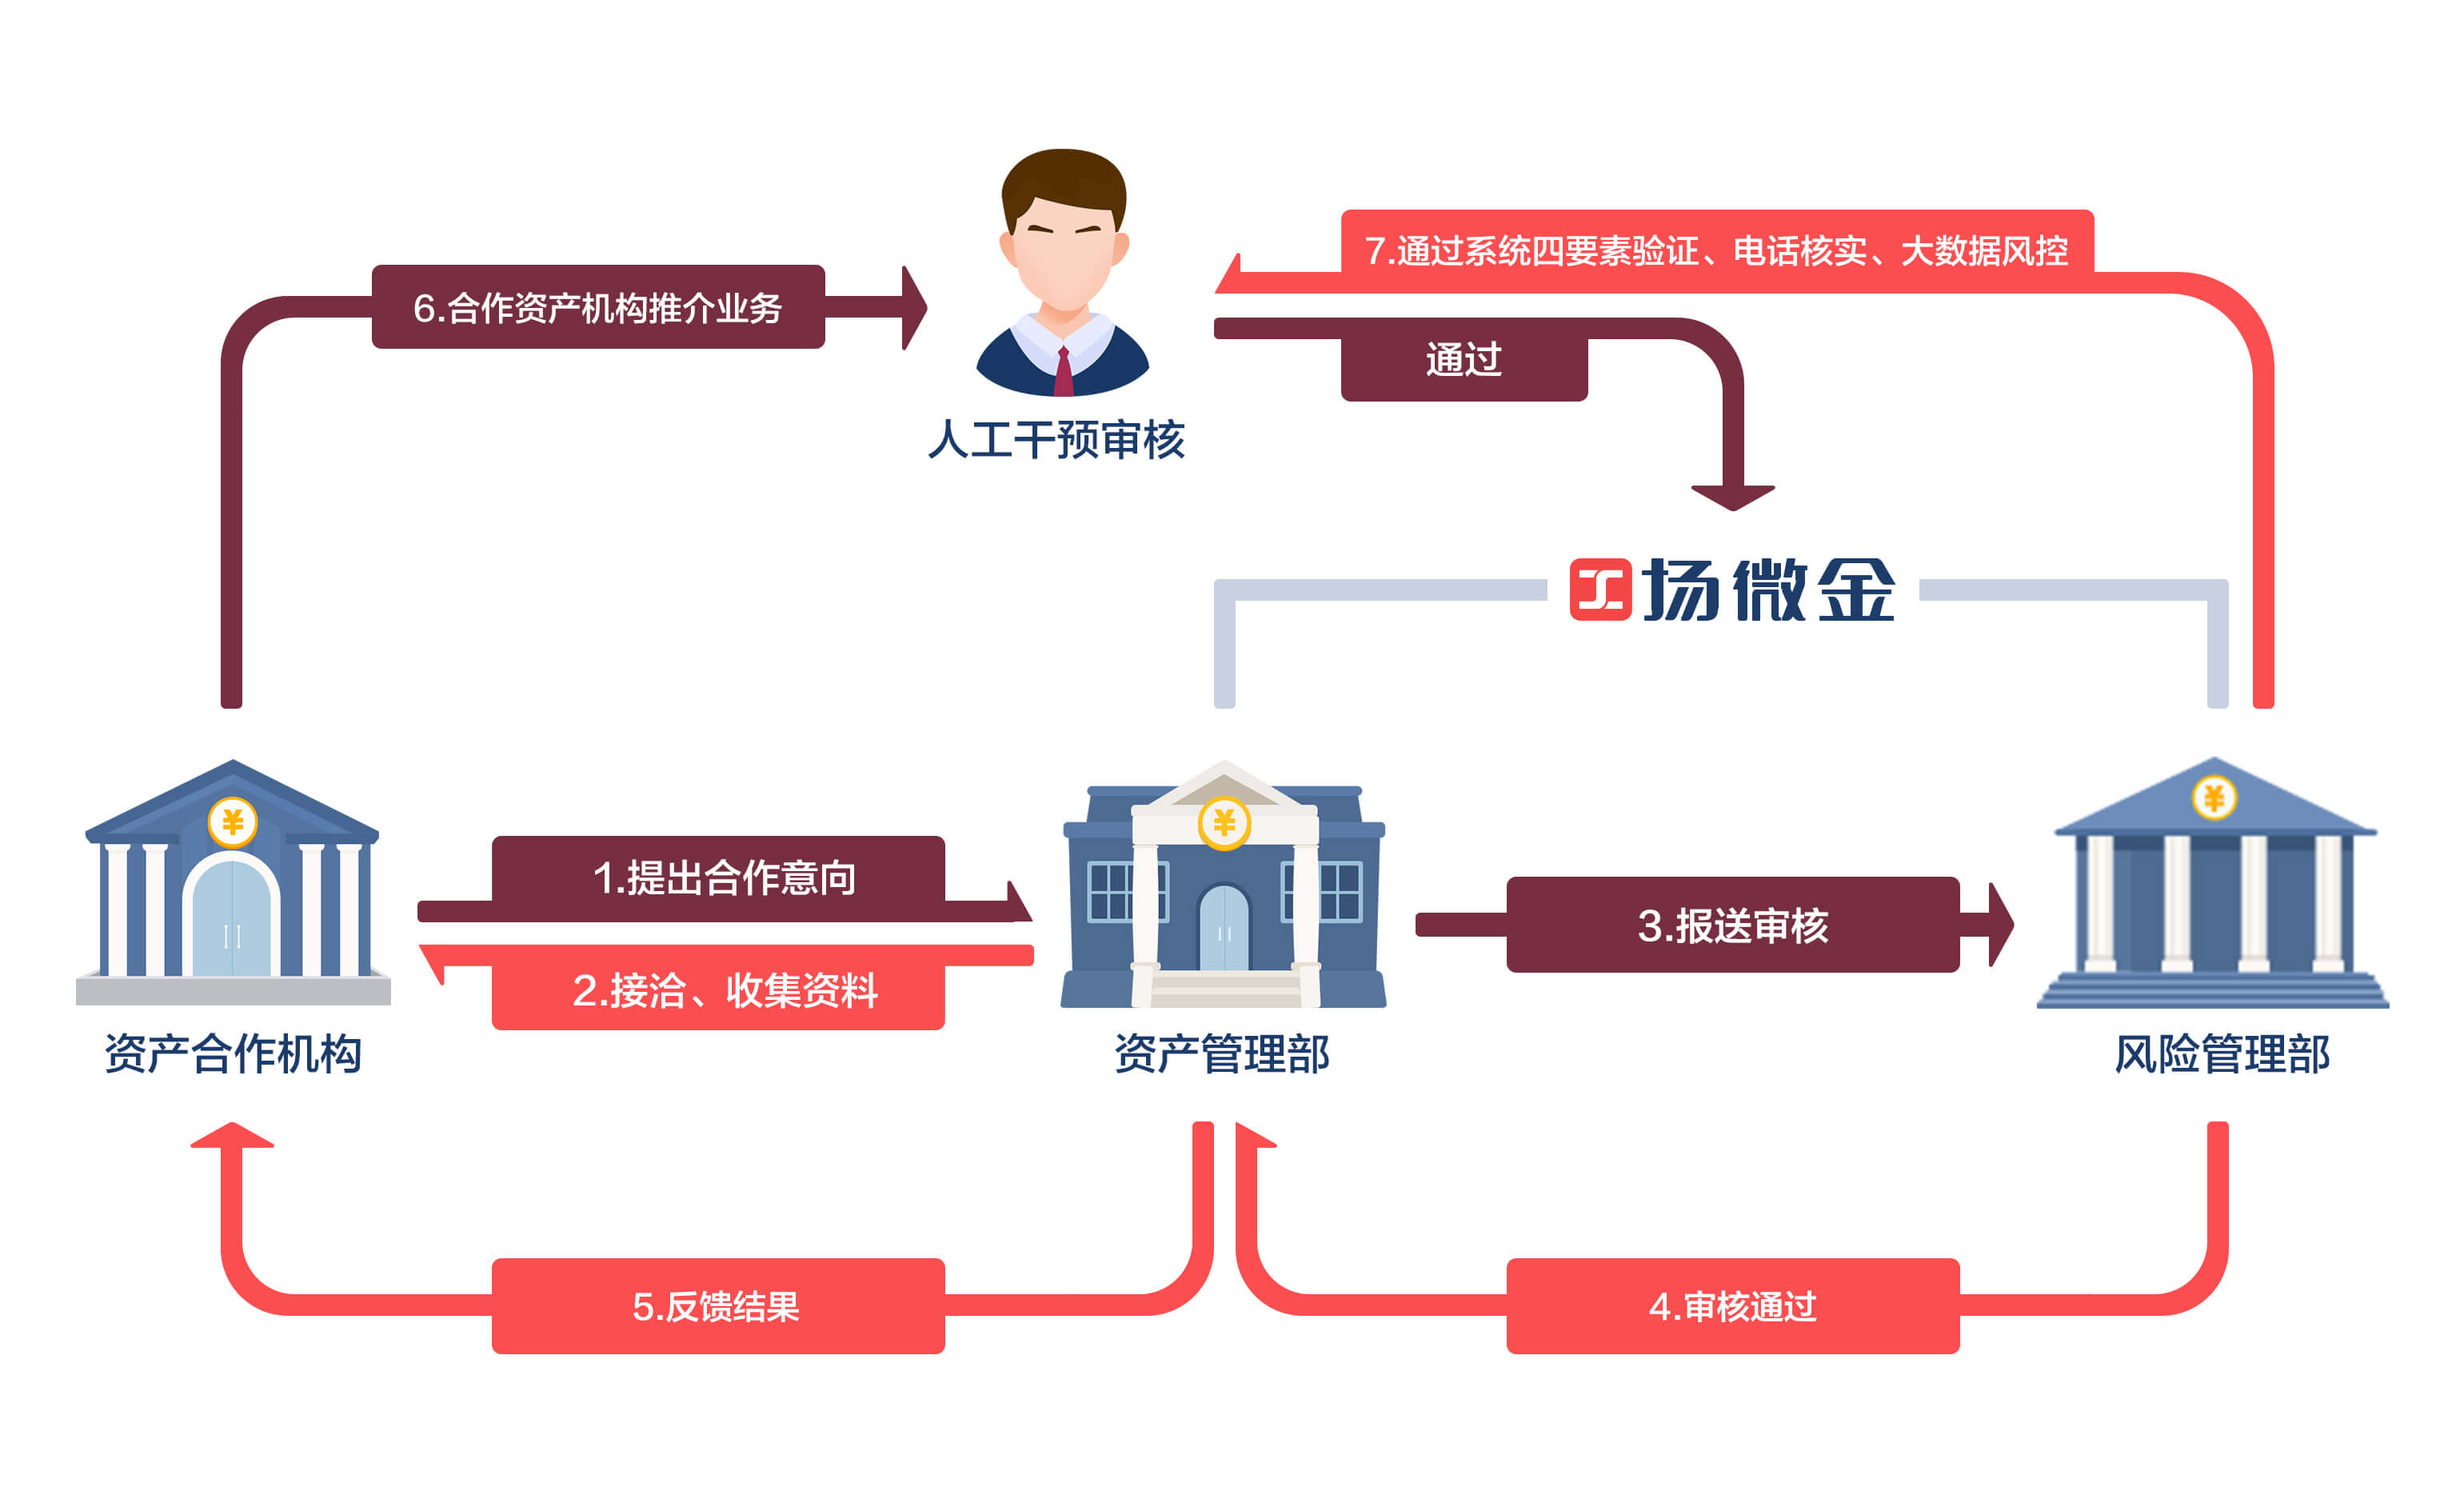 7.通过系统四要素验证、电话核实、大数据风控
6.合作资产机构推介业务
通过
人工干预审核
扬微金
¥
¥
¥
1.提出合作意向
3.报送审核
2.接洽、收集资料
资产合作机构
资产管理部
风险管理部
5.反馈结果
4.审核通过